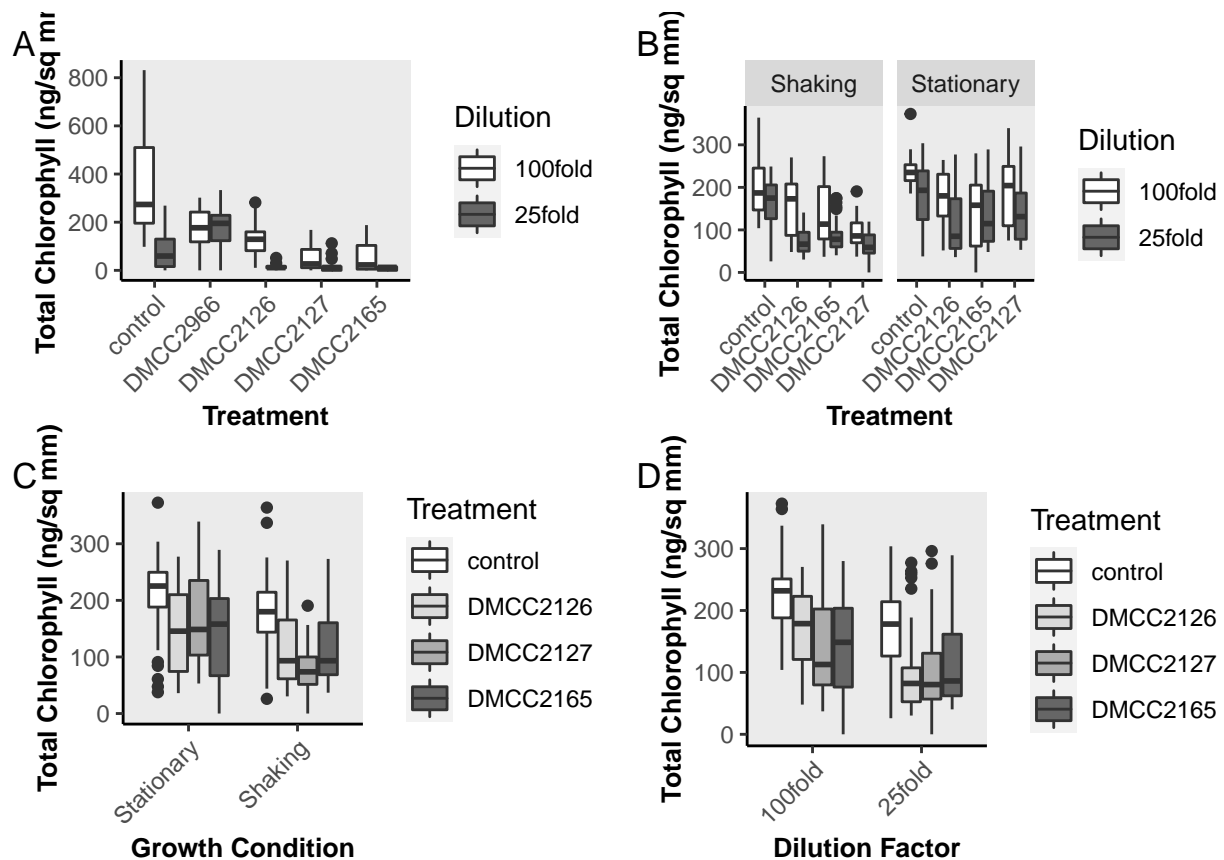 A
Total Chlorophyll (ng/sq mm)
800
600
400
200
0
control
DMCC2966
DMCC2126
DMCC2127
DMCC2165
Treatment
Dilution
100fold
25fold
B
Total Chlorophyll (ng/sq mm)
Shaking
Stationary
300
200
100
0
control
DMCC2126
DMCC2165
DMCC2127
control
DMCC2126
DMCC2165
DMCC2127
Treatment
Dilution
100fold
25fold
C
Total Chlorophyll (ng/sq mm)
300
200
100
0
Stationary
Shaking
Growth Condition
Treatment
control
DMCC2126
DMCC2127
DMCC2165
D
Total Chlorophyll (ng/sq mm)
300
200
100
0
100fold
25fold
Dilution Factor
Treatment
control
DMCC2126
DMCC2127
DMCC2165